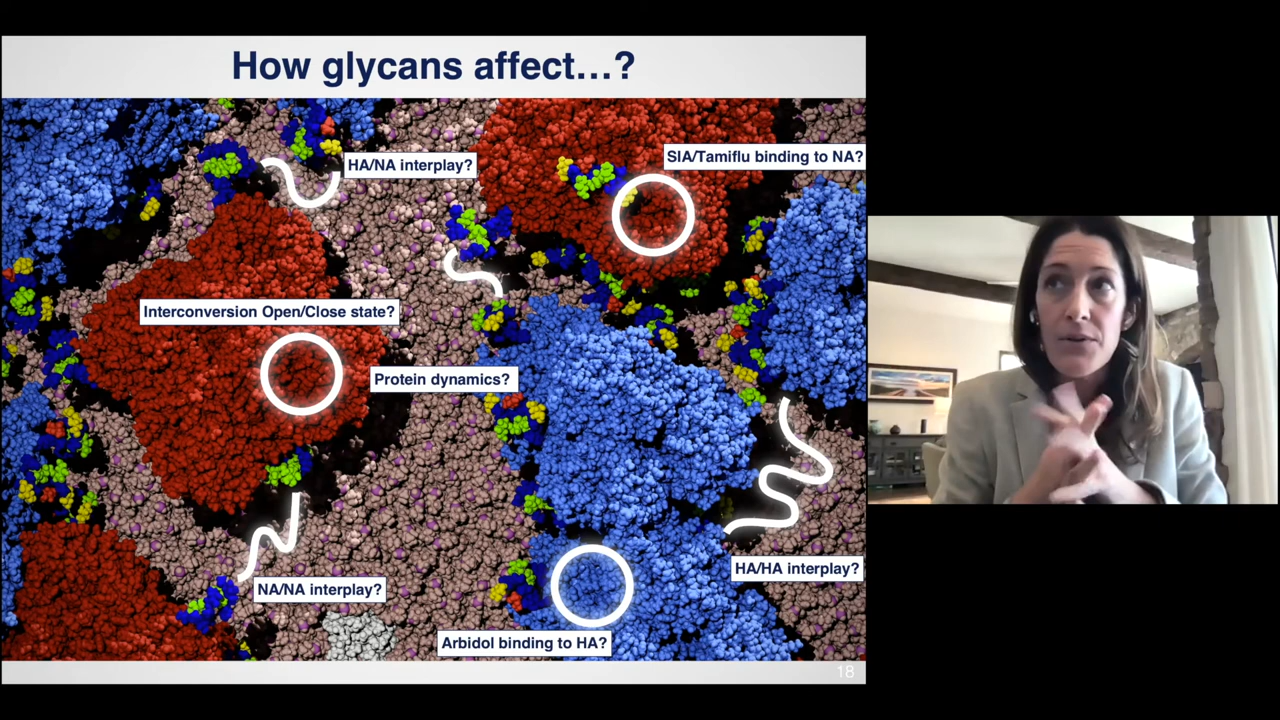 How glycans affect…?
SIA/Tamiflu binding to NA?
HA/NA interplay?
Interconversion Open/Close state?
Protein dynamics?
HA/HA interplay?
NA/NA interplay?
Arbidol binding to HA?
18